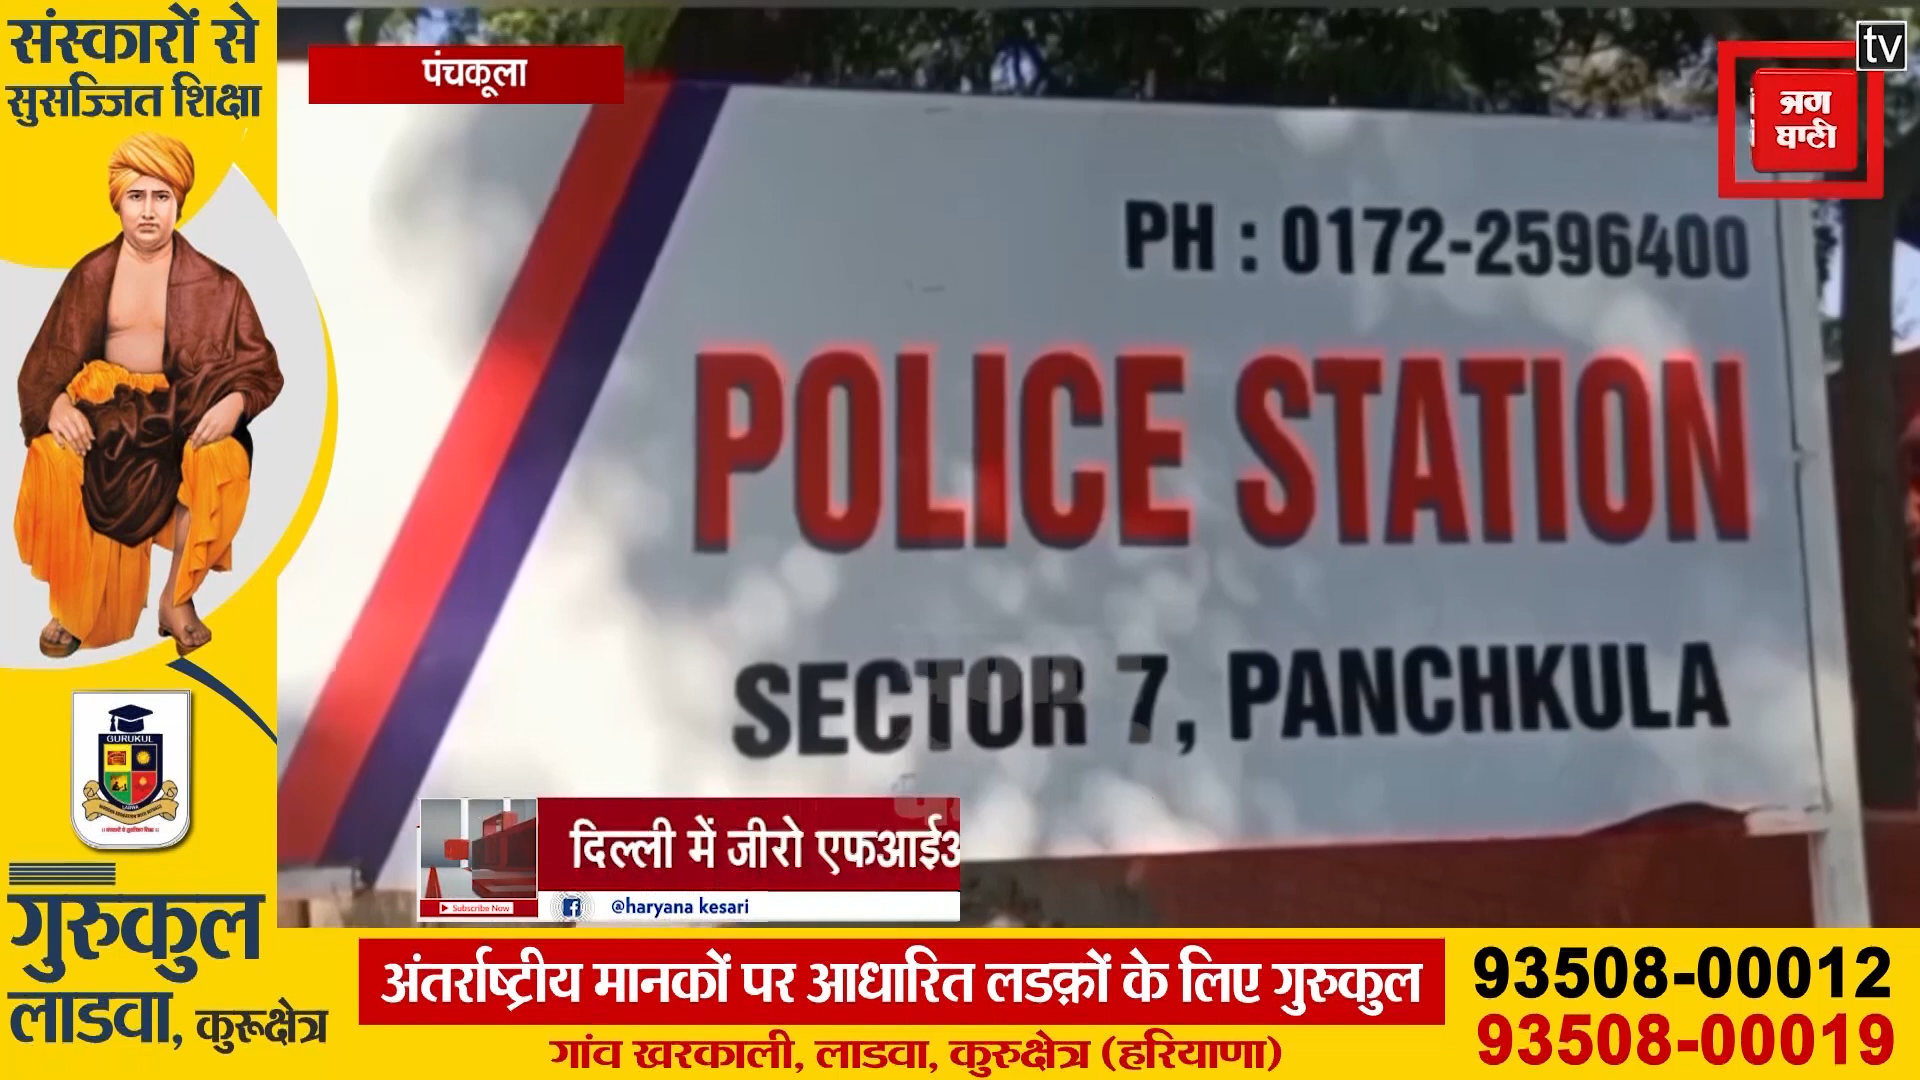 संस्कारों से
सुसज्जित शिक्षा
पंचकूला
tv
ਜਗ
ਬਾਣੀ
PH : 0172-2596400
POLICE STATION
SECTOR 7, PANCHKULA
GURUKUL
दिल्ली में जीरो एफआई
Subscribe Now
@haryana kesari
गुरुकुल
लाडवा, कुरूक्षेत्र
अंतर्राष्ट्रीय मानकों पर आधारित लडक़ों के लिए गुरुकुल
गांव खरकाली, लाडवा, कुरुक्षेत्र (हरियाणा)
93508-00012
93508-00019